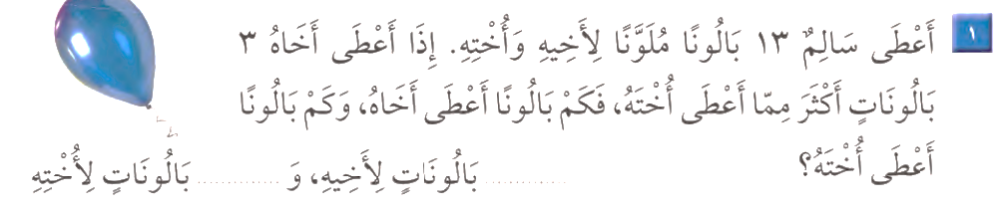 ١ أَعْطَى سَالِمٌ ١٣ بَالُونًا مُلَوَّنًا لِأَخِيهِ وَأُخْتِهِ. إِذَا أَعْطَى أَخَاهُ ٣
بَالُونَاتٍ أَكْثَرَ مِمّا أَعْطَى أُخْتَهُ، فَكَمْ بَالُونًا أَعْطَى أَخَاهُ، وَكَمْ بَالُونًا
أَعْطَى أُخْتَهُ؟ ............ بَالُونَاتٍ لِأَخِيهِ، وَ ............ بَالُونَاتٍ لِأُخْتِهِ